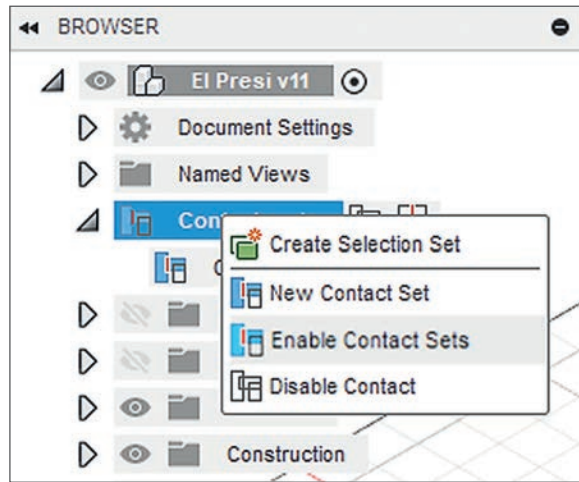 BROWSER
El Presi v11
Document Settings
Named Views
Create Selection Set
New Contact Set
Enable Contact Sets
Disable Contact
Construction